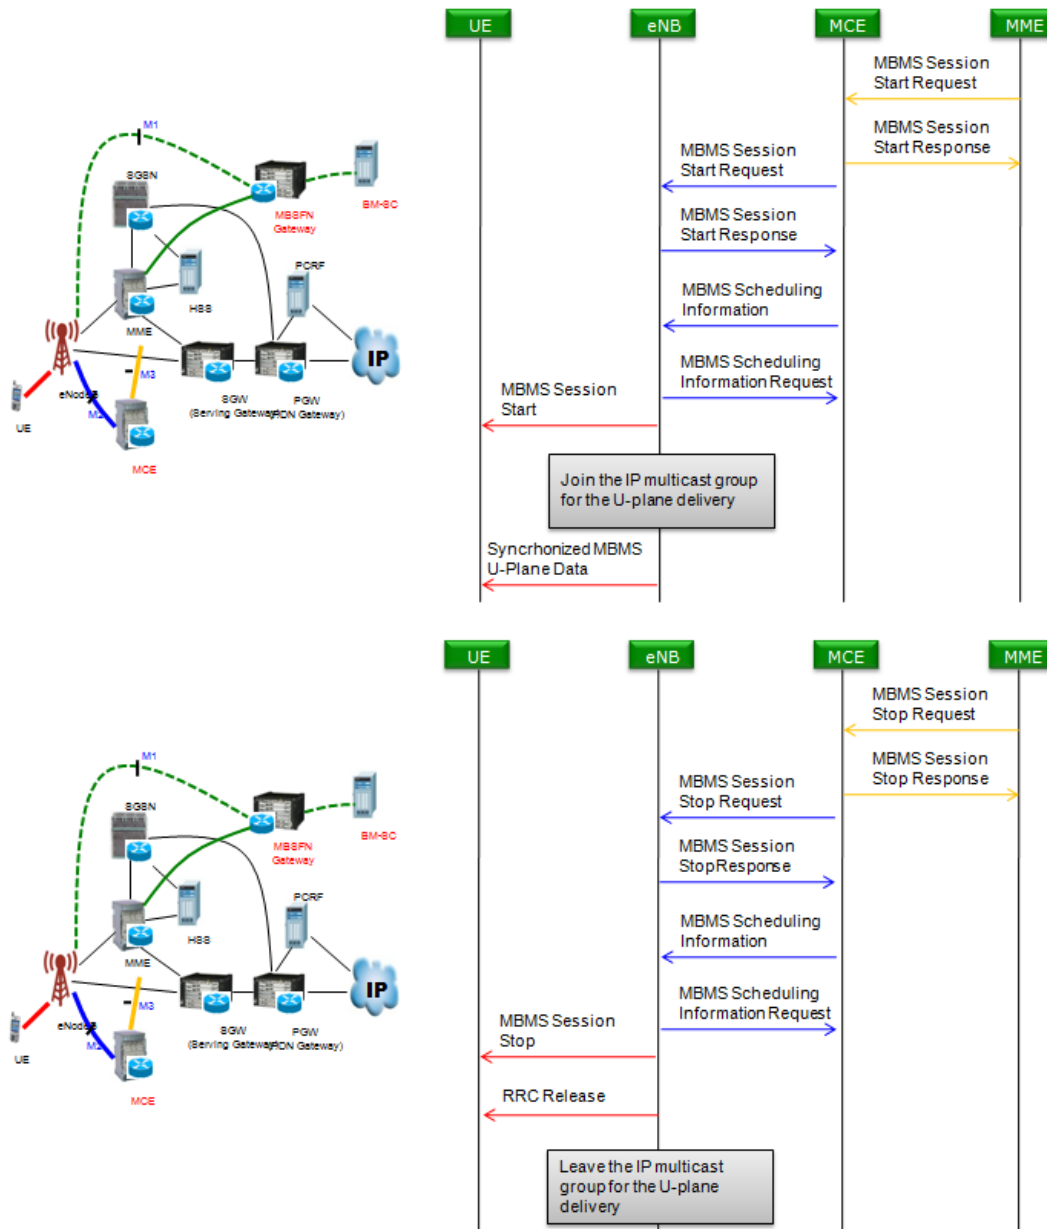 UE
eNB
MCE
MME
MBMS Session
Start Request
MBMS Session
Start Response
MBMS Session
Start Request
MBMS Session
Start Response
MBMS Scheduling
Information
MBMS Scheduling
Information Request
MBMS Session
Start
Join the IP multicast group
for the U-plane delivery
Syncrhonized MBMS
U-Plane Data
M1
SGSN
BM-SC
MBSFN
Gateway
PCRF
HSS
MME
IP
M3
eNodeB
SGW
(Serving Gateway)
PGW
(PDN Gateway)
M2
UE
MCE
UE
eNB
MCE
MME
MBMS Session
Stop Request
MBMS Session
Stop Response
MBMS Session
Stop Request
MBMS Session
Stop Response
MBMS Scheduling
Information
MBMS Scheduling
Information Request
MBMS Session
Stop
RRC Release
Leave the IP multicast
group for the U-plane
delivery
M1
SGSN
BM-SC
MBSFN
Gateway
PCRF
HSS
MME
IP
M3
eNodeB
SGW
(Serving Gateway)
PGW
(PDN Gateway)
M2
UE
MCE